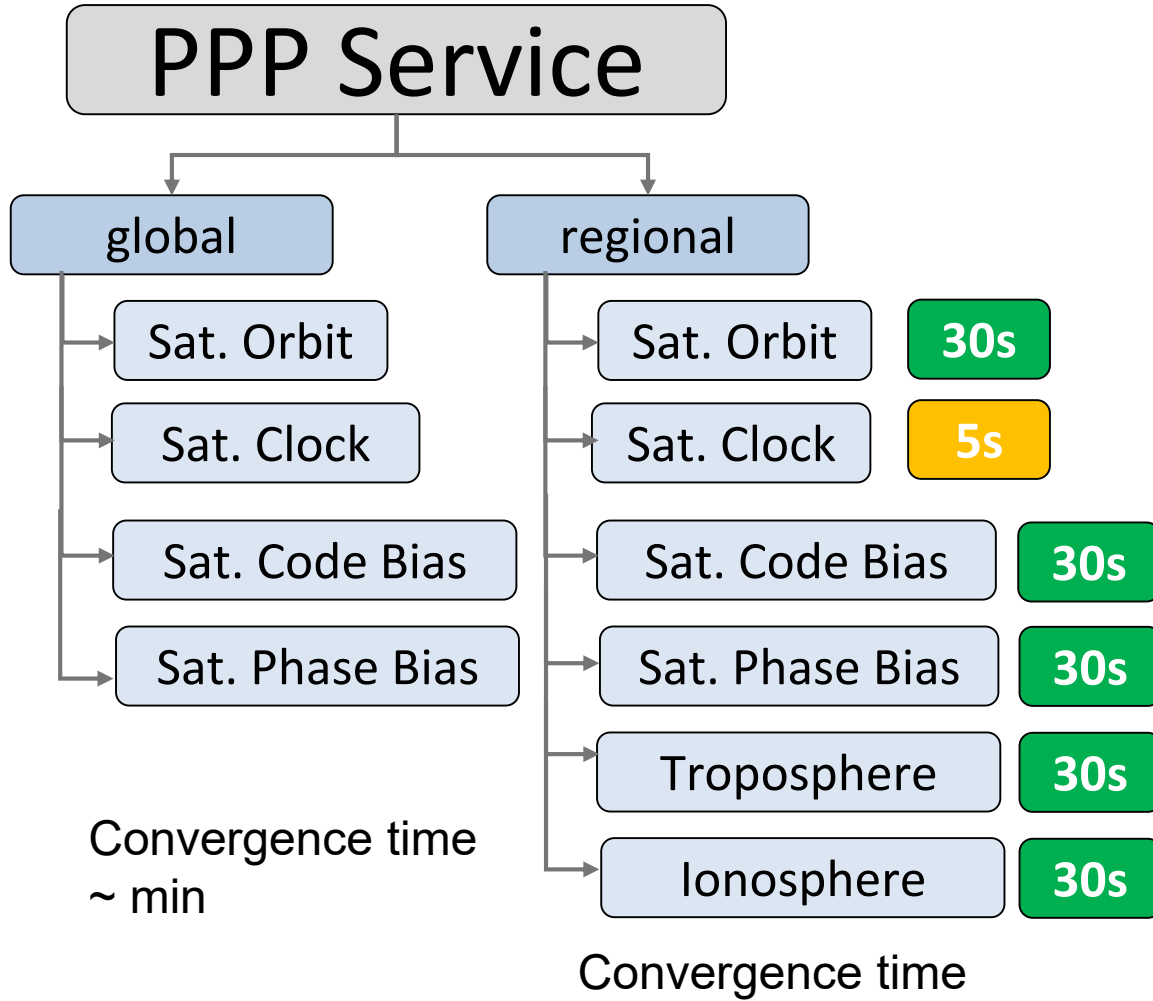 PPP Service
global
regional
Sat. Orbit
Sat. Orbit
30s
Sat. Clock
Sat. Clock
5s
Sat. Code Bias
Sat. Code Bias
30s
Sat. Phase Bias
Sat. Phase Bias
30s
Troposphere
30s
Convergence time
~ min
Ionosphere
30s
Convergence time